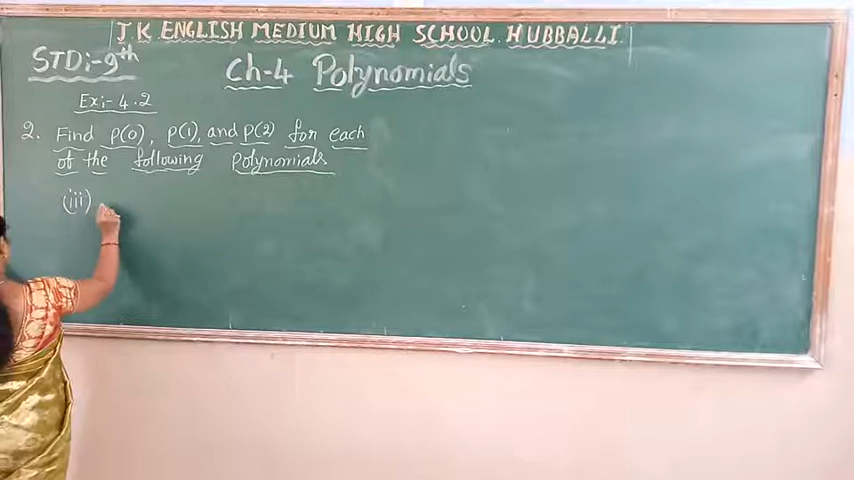 J K ENGLISH MEDIUM HIGH SCHOOL. HUBBALLI.
STD:-9th
Ch-4 Polynomials
Ex:- 4.2
2. Find P(0), P(1), and P(2) for each
of the following Polynomials
(iii)